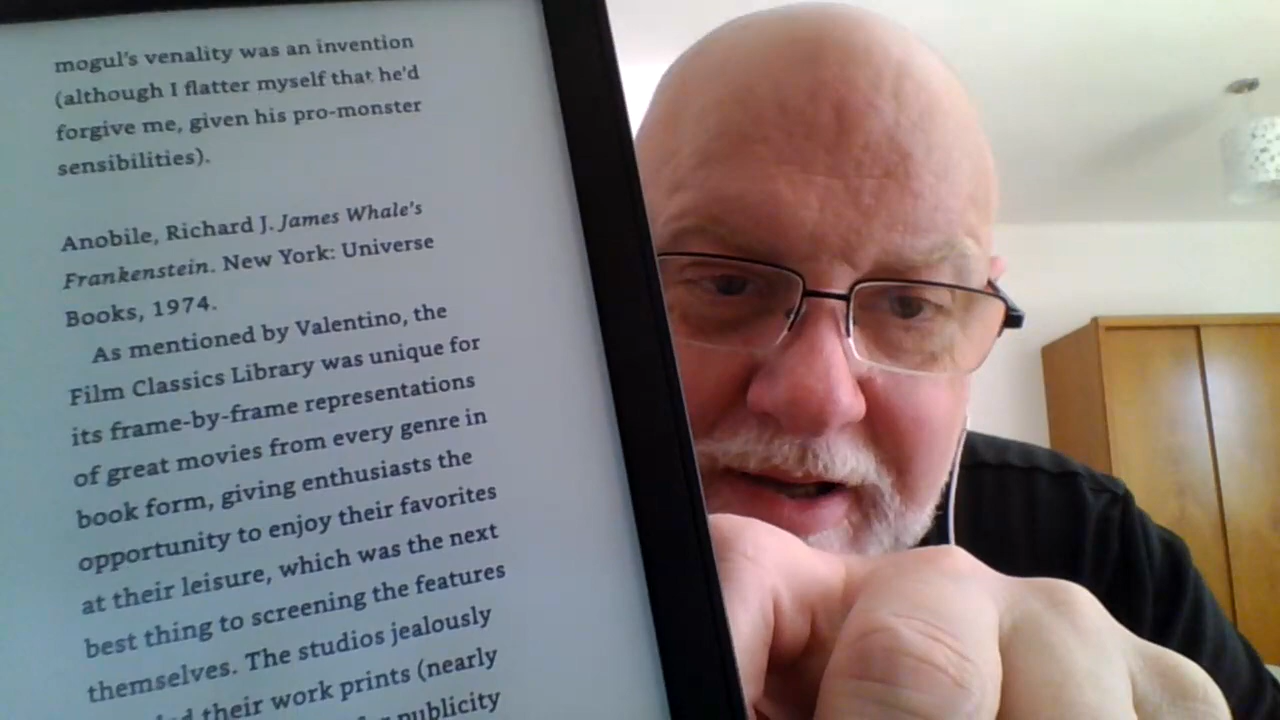 mogul's venality was an invention
(although I flatter myself that he'd
forgive me, given his pro-monster
sensibilities).
Anobile, Richard J. James Whale's
Frankenstein. New York: Universe
Books, 1974.
As mentioned by Valentino, the
Film Classics Library was unique for
its frame-by-frame representations
of great movies from every genre in
book form, giving enthusiasts the
opportunity to enjoy their favorites
at their leisure, which was the next
best thing to screening the features
themselves. The studios jealously
their work prints (nearly
publicity